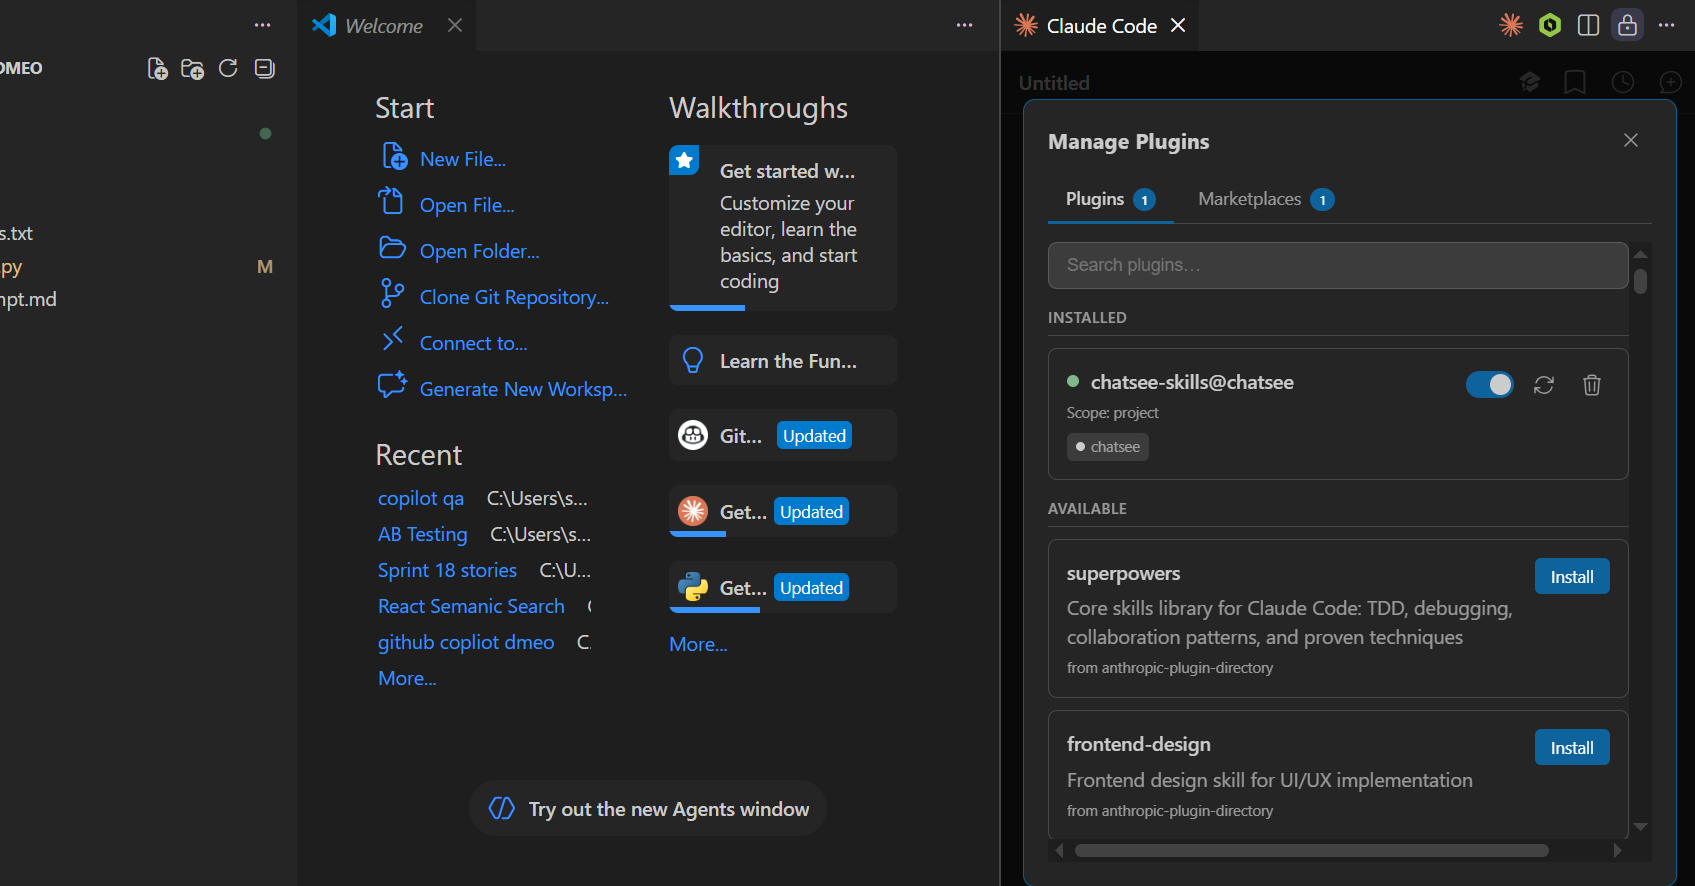 DMEO
s.txt
.py
M
npt.md
Welcome
Start
New File...
Open File...
Open Folder...
Clone Git Repository...
Connect to...
Generate New Worksp...
Recent
copilot qa C:\Users\s...
AB Testing C:\Users\s...
Sprint 18 stories C:\U...
React Semantic Search
github copliot dmeo C.
More...
Walkthroughs
Get started w...
Customize your
editor, learn the
basics, and start
coding
Learn the Fun...
Git... Updated
Get... Updated
Get... Updated
More...
Try out the new Agents window
Claude Code
Untitled
Manage Plugins
Plugins 1 Marketplaces 1
Search plugins...
INSTALLED
chatsee-skills@chatsee
Scope: project
chatsee
AVAILABLE
superpowers
Install
Core skills library for Claude Code: TDD, debugging,
collaboration patterns, and proven techniques
from anthropic-plugin-directory
frontend-design
Install
Frontend design skill for UI/UX implementation
from anthropic-plugin-directory